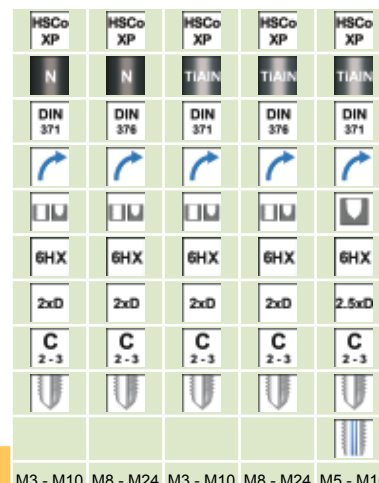 HSCo XP HSCo XP HSCo XP HSCo XP HSCo XP
N N TiAlN TiAlN TiAlN
DIN 371 DIN 376 DIN 371 DIN 376 DIN 371
6HX 6HX 6HX 6HX 6HX
2xD 2xD 2xD 2xD 2.5xD
C 2 - 3 C 2 - 3 C 2 - 3 C 2 - 3 C 2 - 3
M3 - M10 M8 - M24 M3 - M10 M8 - M24 M5 - M1